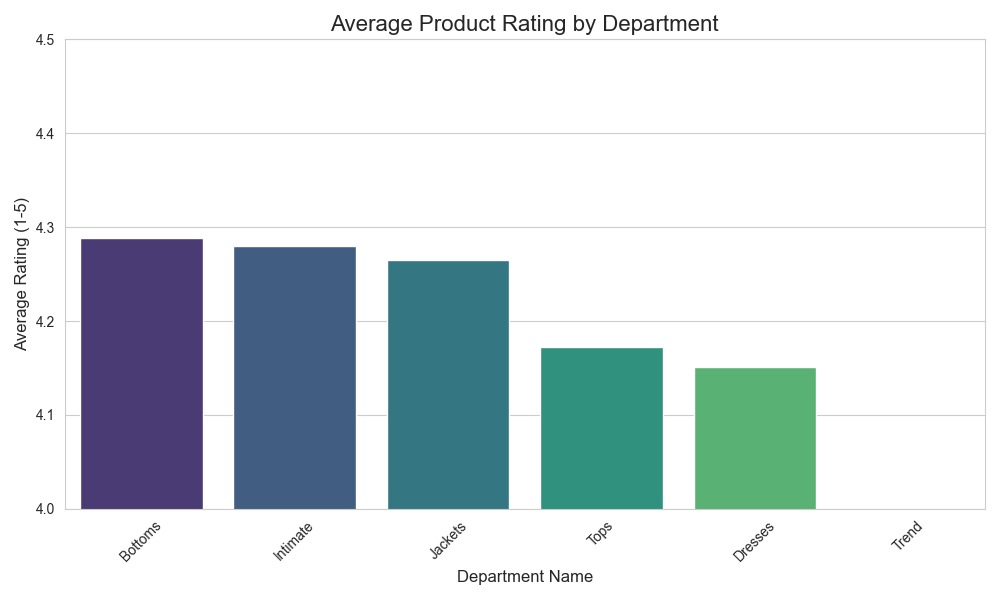 Average Product Rating by Department
Average Rating (1-5)
4.5
4.4
4.3
4.2
4.1
4.0
Bottoms
Intimate
Jackets
Tops
Dresses
Trend
Department Name